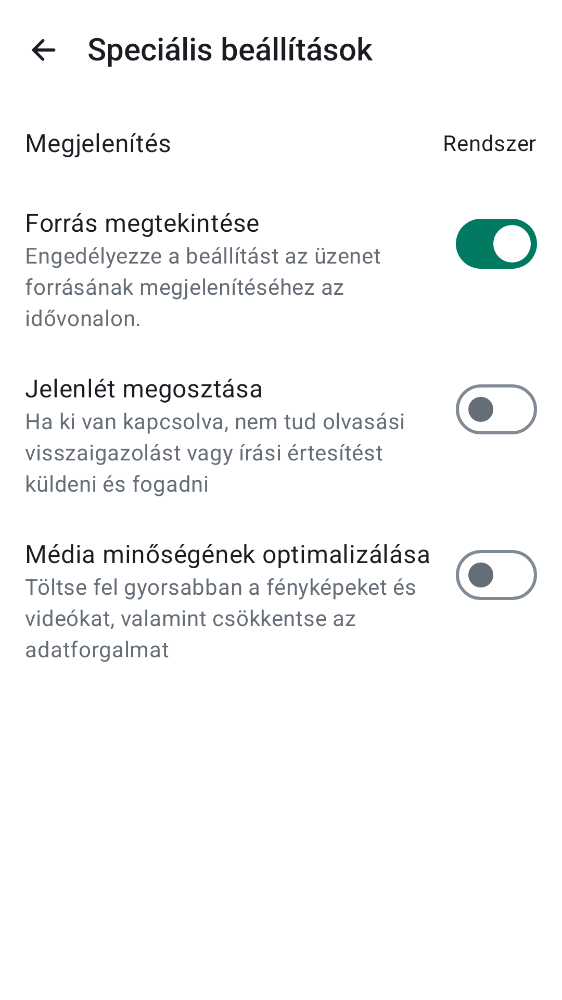 Speciális beállítások
Megjelenítés Rendszer
Forrás megtekintése
Engedélyezze a beállítást az üzenet
forrásának megjelenítéséhez az
idővonalon.
Jelenlét megosztása
Ha ki van kapcsolva, nem tud olvasási
visszaigazolást vagy írási értesítést
küldeni és fogadni
Média minőségének optimalizálása
Töltse fel gyorsabban a fényképeket és
videókat, valamint csökkentse az
adatforgalmat